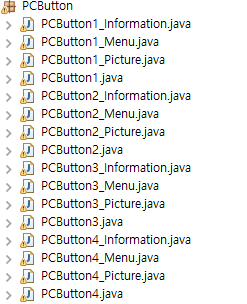 PCButton
PCButton1_Information.java
PCButton1_Menu.java
PCButton1_Picture.java
PCButton1.java
PCButton2_Information.java
PCButton2_Menu.java
PCButton2_Picture.java
PCButton2.java
PCButton3_Information.java
PCButton3_Menu.java
PCButton3_Picture.java
PCButton3.java
PCButton4_Information.java
PCButton4_Menu.java
PCButton4_Picture.java
PCButton4.java